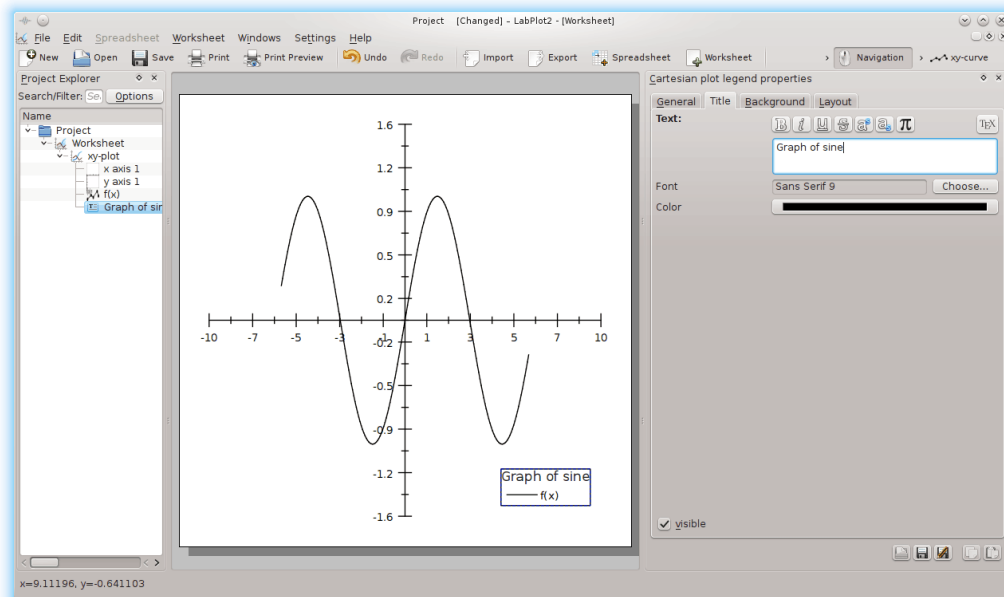 Project [Changed] – LabPlot2 - [Worksheet]
File Edit Spreadsheet Worksheet Windows Settings Help
New Open Save Print Print Preview Undo Redo Import Export Spreadsheet Worksheet Navigation xy-curve
Project Explorer
Search/Filter: Se. Options
Name
Project
Worksheet
xy-plot
x axis 1
y axis 1
f(x)
Graph of sin
1.6
1.2
0.9
0.5
0.2
-10 -7 -5 -3 -1 1 3 5 7 10
-0.2
-0.5
-0.9
-1.2
-1.6
Graph of sine
f(x)
Cartesian plot legend properties
General Title Background Layout
Text:
B i U S a a π TEX
Graph of sine
Font Sans Serif 9 Choose...
Color
visible
x=9.11196, y=-0.641103